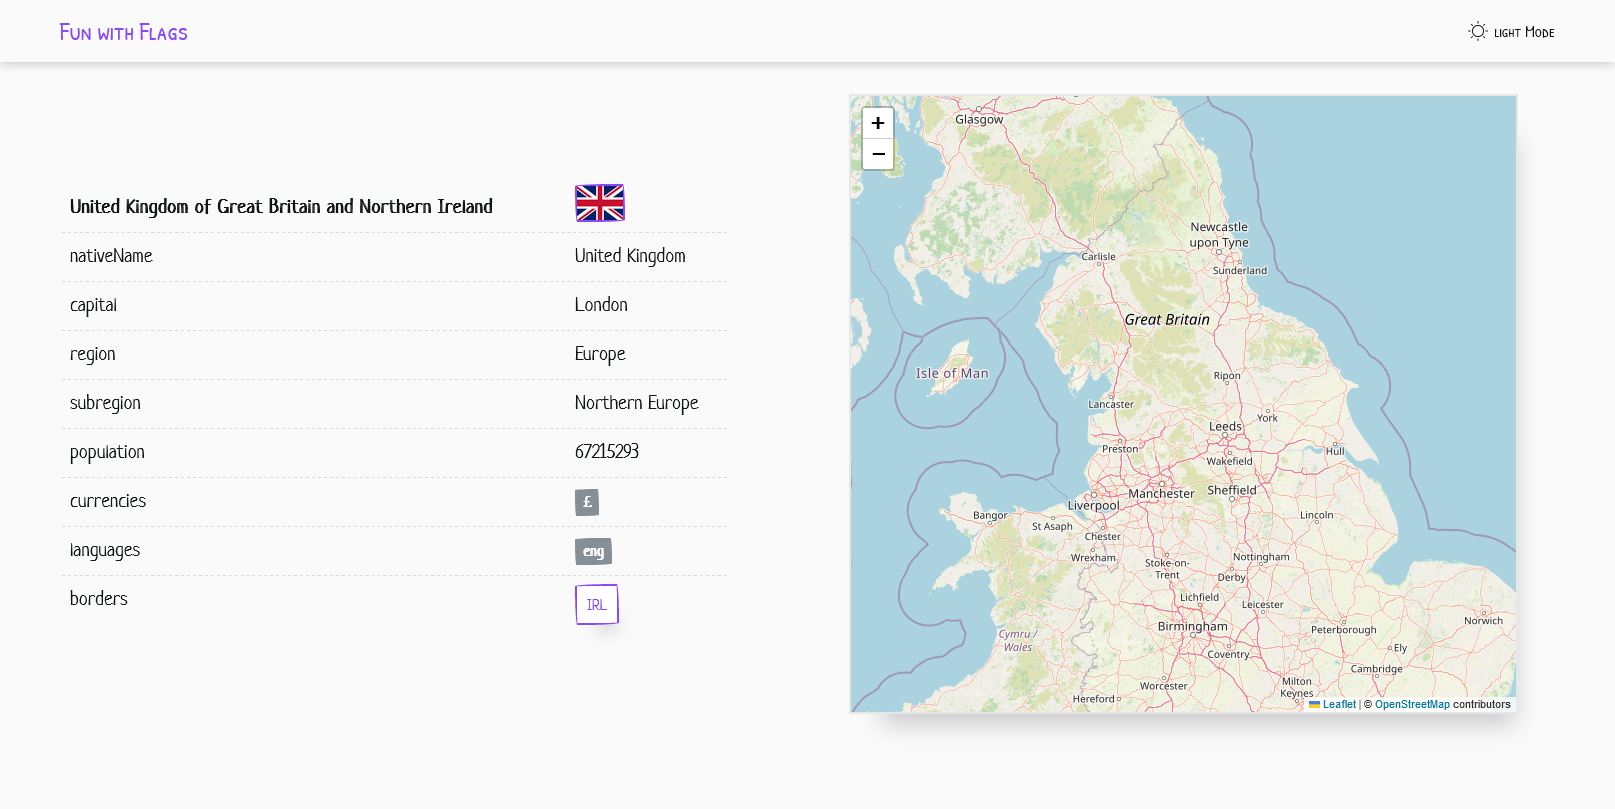 Fun with Flags
light Mode
United Kingdom of Great Britain and Northern Ireland
nativeName United Kingdom
capital London
region Europe
subregion Northern Europe
population 67215293
currencies £
languages eng
borders IRL
+
−
Glasgow
Newcastle
upon Tyne
Carlisle
Sunderland
Great Britain
Isle of Man
Ripon
Lancaster
York
Leeds
Preston
Hull
Wakefield
Manchester
Sheffield
Liverpool
Bangor
Lincoln
St Asaph
Chester
Wrexham
Nottingham
Stoke-on-
Trent
Derby
Lichfield
Leicester
Norwich
Birmingham
Peterborough
Cymru /
Wales
Ely
Coventry
Cambridge
Worcester
Milton
Keynes
Hereford
Leaflet | © OpenStreetMap contributors